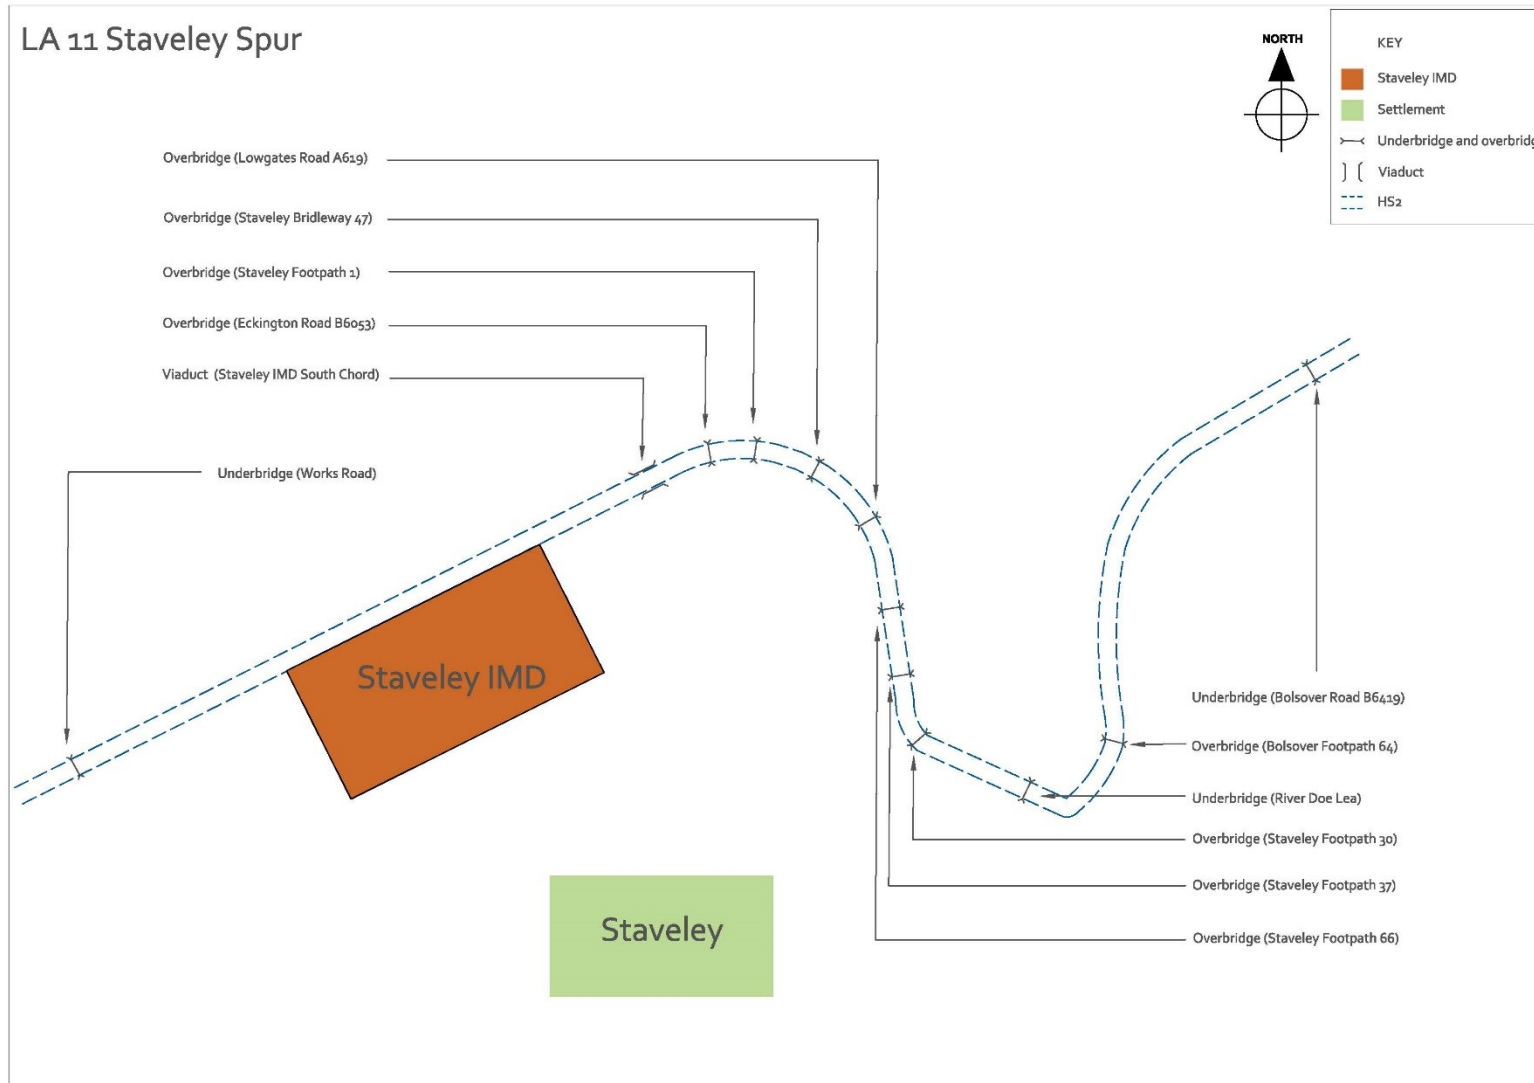 LA 11 Staveley Spur
NORTH
KEY
Staveley IMD
Settlement
Underbridge and overbridg
Viaduct
HS2
Overbridge (Lowgates Road A619)
Overbridge (Staveley Bridleway 47)
Overbridge (Staveley Footpath 1)
Overbridge (Eckington Road B6053)
Viaduct (Staveley IMD South Chord)
Underbridge (Works Road)
Staveley IMD
Underbridge (Bolsover Road B6419)
Overbridge (Bolsover Footpath 64)
Underbridge (River Doe Lea)
Overbridge (Staveley Footpath 30)
Overbridge (Staveley Footpath 37)
Overbridge (Staveley Footpath 66)
Staveley